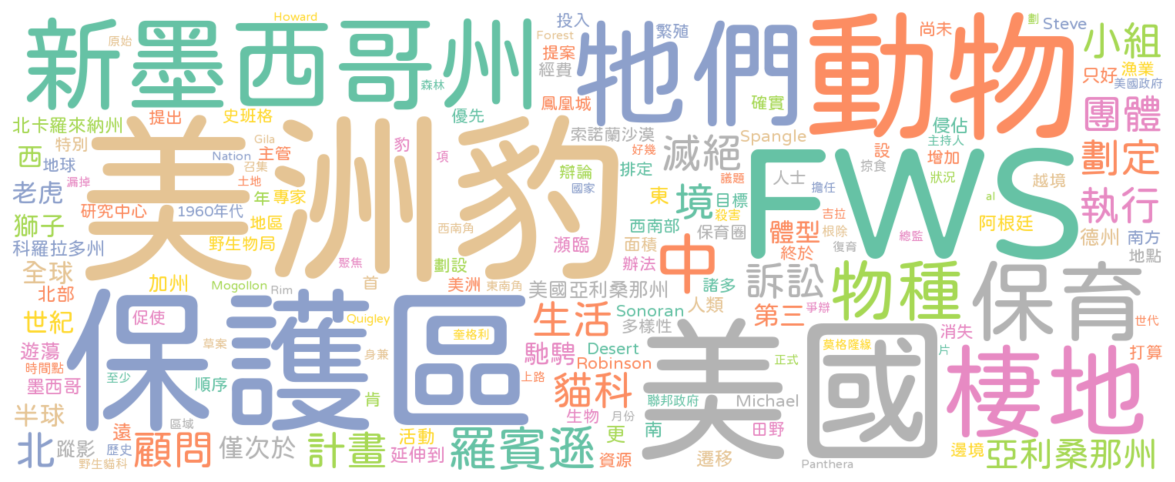 Howard
原始
新墨西哥州
森林
Forest
投入
繁殖
提案
經費
牠們
鳳凰城
確實
動物
尚未
劃
Steve
小組
只好
漁業
美國政府
團體
北卡羅來納州
提出
史班格
優先
索諾蘭沙漠
Spangle
侵佔
特別
Gila
豹
項
好幾
滅絕
主持人
設
增加
劃定
西
地球
Nation
主管
召集
美洲豹
辯論
排定
議題
人士
掠食
狀況
越境
FWS
老虎
漏掉
土地
年
專家
國家
東
境
目標
擔任
al
執行
研究中心
1960年代
地區
西南角
殺害
獅子
野生物局
瀕臨
西南部
保育圈
體型
吉拉
根除
復育
阿根廷
德州
南方
地點
科羅拉多州
聚焦
面積
中
終於
總監
全球
加州
劃設
辦法
諸多
訴訟
物種
保育
北部
Mogollon
Rim
首
美洲
東南角
美國亞利桑那州
人類
世紀
促使
Quigley
保護區
生活
Sonoran
多樣性
第三
爭辯
消失
世代
遊蕩
草案
奎格利
馳騁
Desert
美國
正式
莫格隆緣
片
打算
時間點
身兼
Robinson
墨西哥
至少
順序
肯
上路
貓科
聯邦政府
Michael
棲地
半球
區域
生物
月份
南
田野
北
蹤影
遠
歷史
顧問
僅次於
計畫
活動
延伸到
羅賓遜
更
資源
遷移
邊境
亞利桑那州
野生貓科
Panthera